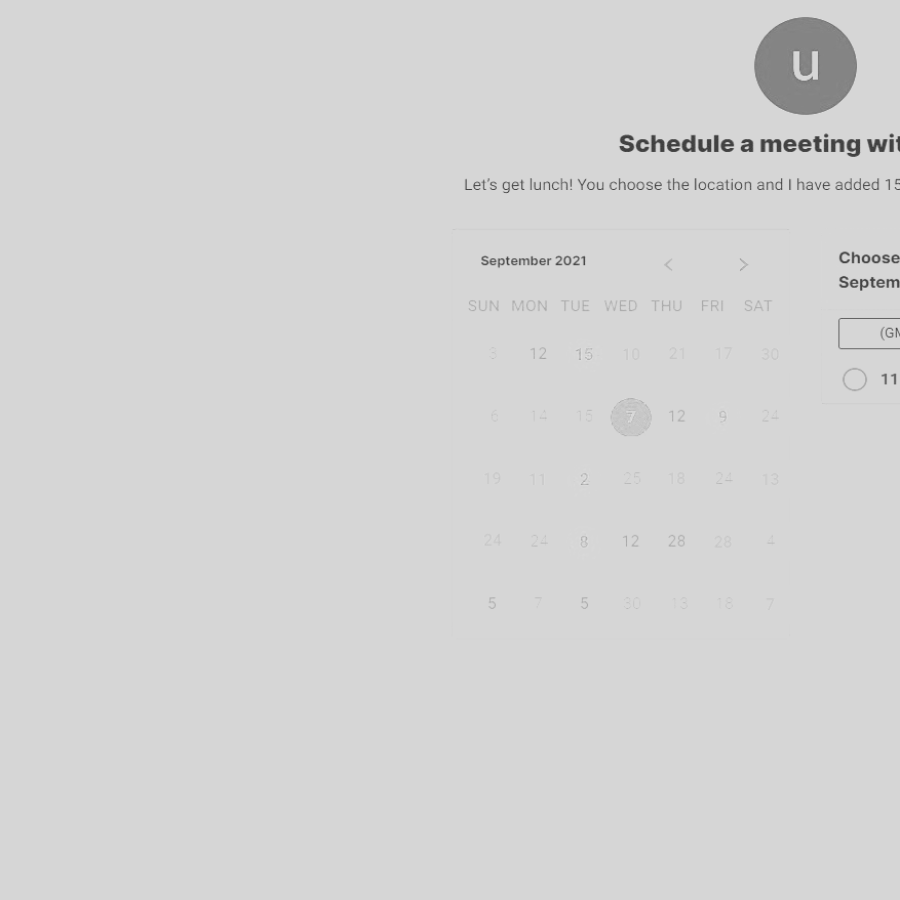 u
Schedule a meeting wit
Let's get lunch! You choose the location and I have added 15
September 2021
SUN MON TUE WED THU FRI SAT
3 12 15 10 21 17 30
6 14 15 7 12 9 24
19 11 2 25 18 24 13
24 24 8 12 28 28 4
5 7 5 30 13 18 7
Choose
Septem
(GM
11